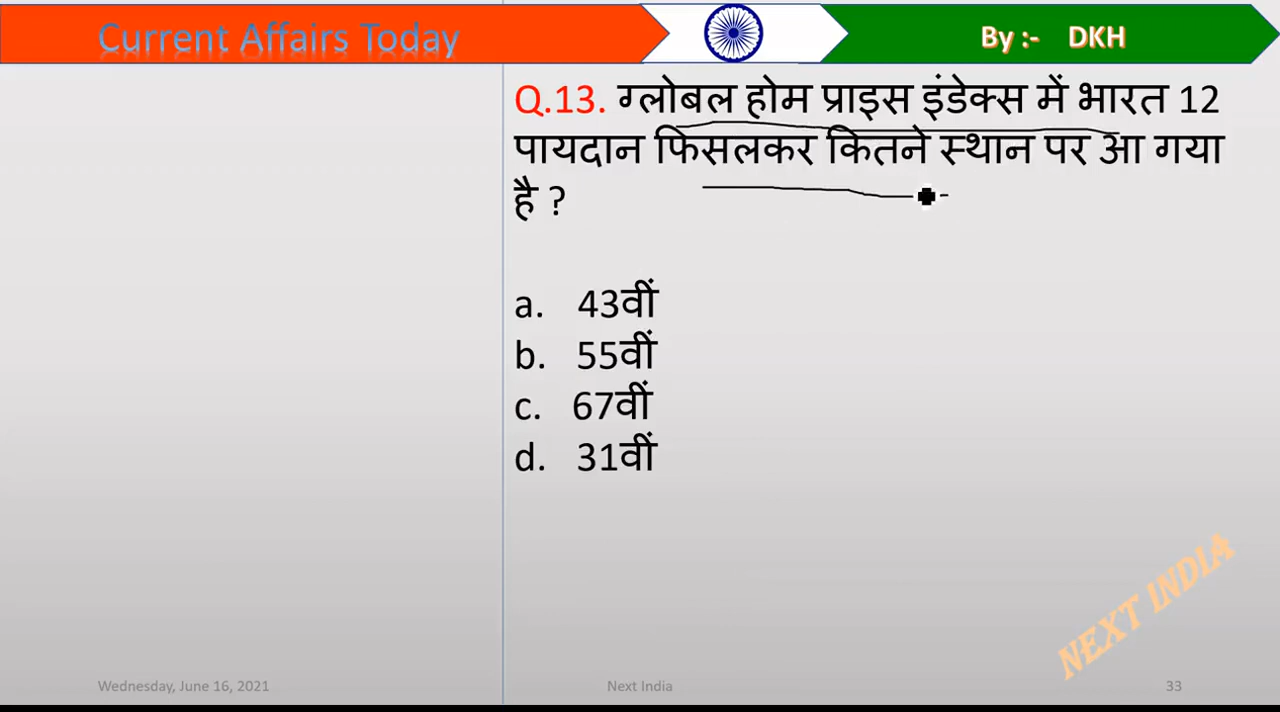 Current Affairs Today
By :- DKH
Q.13. ग्लोबल होम प्राइस इंडेक्स में भारत 12
पायदान फिसलकर कितने स्थान पर आ गया
है ?
a. 43वीं
b. 55वीं
c. 67वीं
d. 31वीं
NEXT INDIA
Wednesday, June 16, 2021
Next India
33